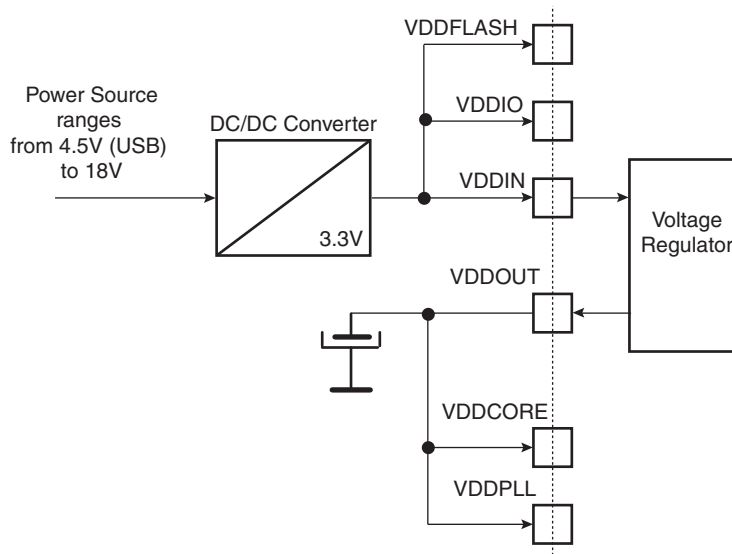 VDDFLASH
Power Source
ranges
from 4.5V (USB)
to 18V
DC/DC Converter
VDDIO
VDDIN
3.3V
Voltage
Regulator
VDDOUT
VDDCORE
VDDPLL